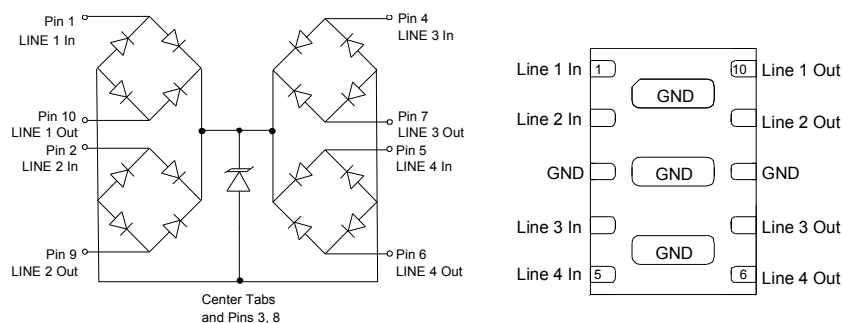 Pin 1
LINE 1 In
Pin 10
LINE 1 Out
Pin 2
LINE 2 In
Pin 9
LINE 2 Out
Pin 4
LINE 3 In
Pin 7
LINE 3 Out
Pin 5
LINE 4 In
Pin 6
LINE 4 Out
Center Tabs
and Pins 3, 8
Line 1 In 1 10 Line 1 Out
GND
Line 2 In Line 2 Out
GND GND GND
Line 3 In Line 3 Out
GND
Line 4 In 5 6 Line 4 Out